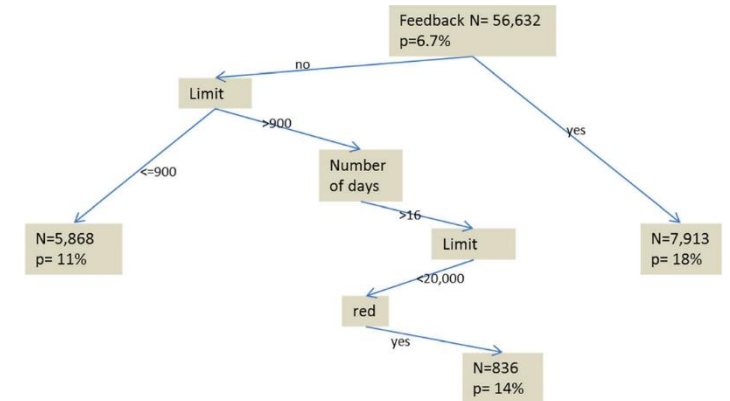 Feedback N= 56,632
p=6.7%
no
Limit
>900
yes
Number
of days
<=900
>16
N=5,868
p= 11%
Limit
N=7,913
p= 18%
<20,000
red
yes
N=836
p= 14%